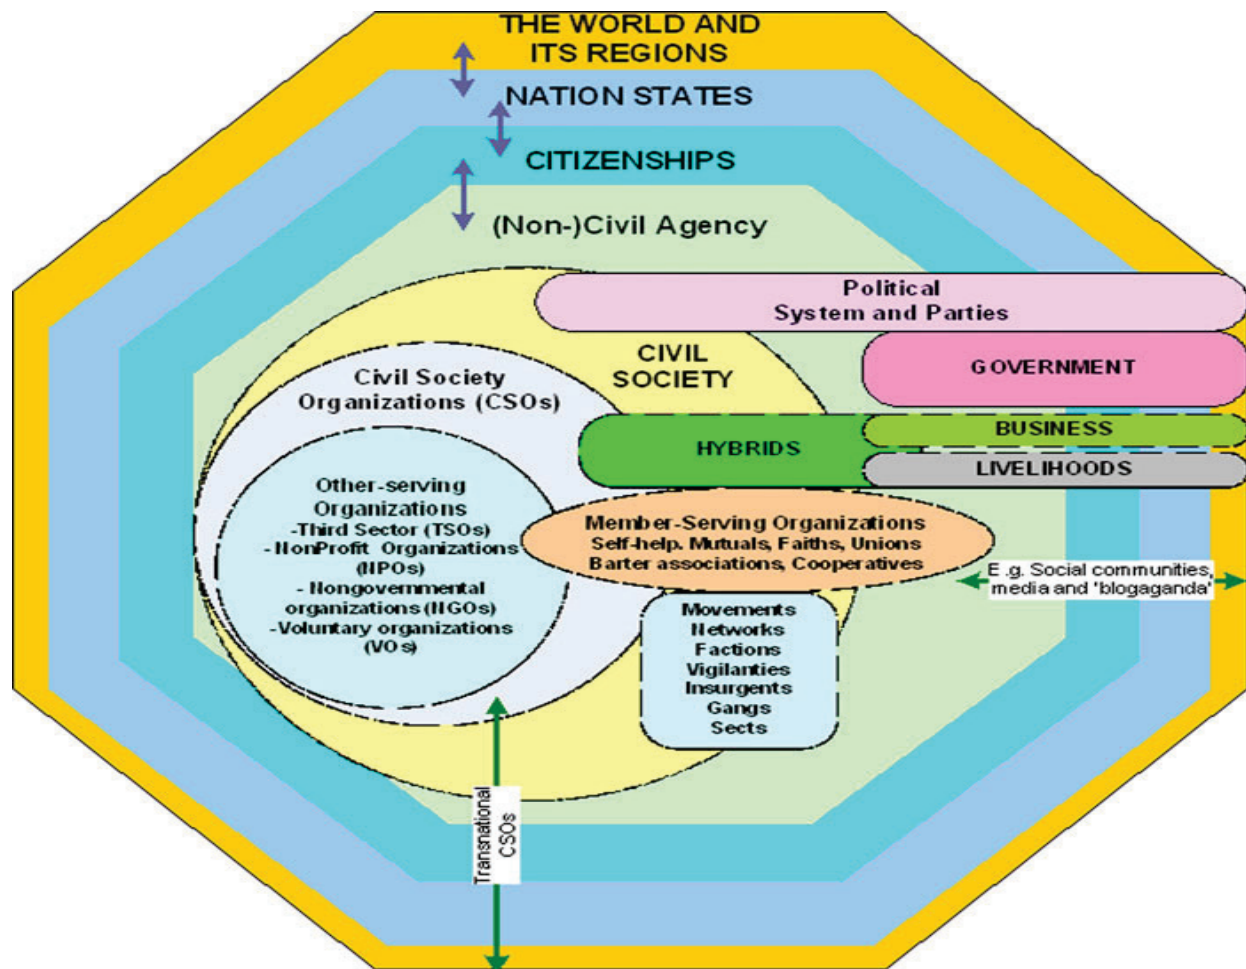 THE WORLD AND
ITS REGIONS
NATION STATES
CITIZENSHIPS
(Non-)Civil Agency
Political
System and Parties
GOVERNMENT
CIVIL
SOCIETY
Civil Society
Organizations (CSOs)
BUSINESS
HYBRIDS
LIVELIHOODS
Other-serving
Organizations
-Third Sector (TSOs)
- NonProfit Organizations
(NPOs)
- Nongovernmental
organizations (NGOs)
-Voluntary organizations
(VOs)
Member-Serving Organizations
Self-help. Mutuals, Faiths, Unions
Barter associations, Cooperatives
E.g. Social communities,
media and 'blogaganda'
Movements
Networks
Factions
Vigilanties
Insurgents
Gangs
Sects
Transnational
CSOs